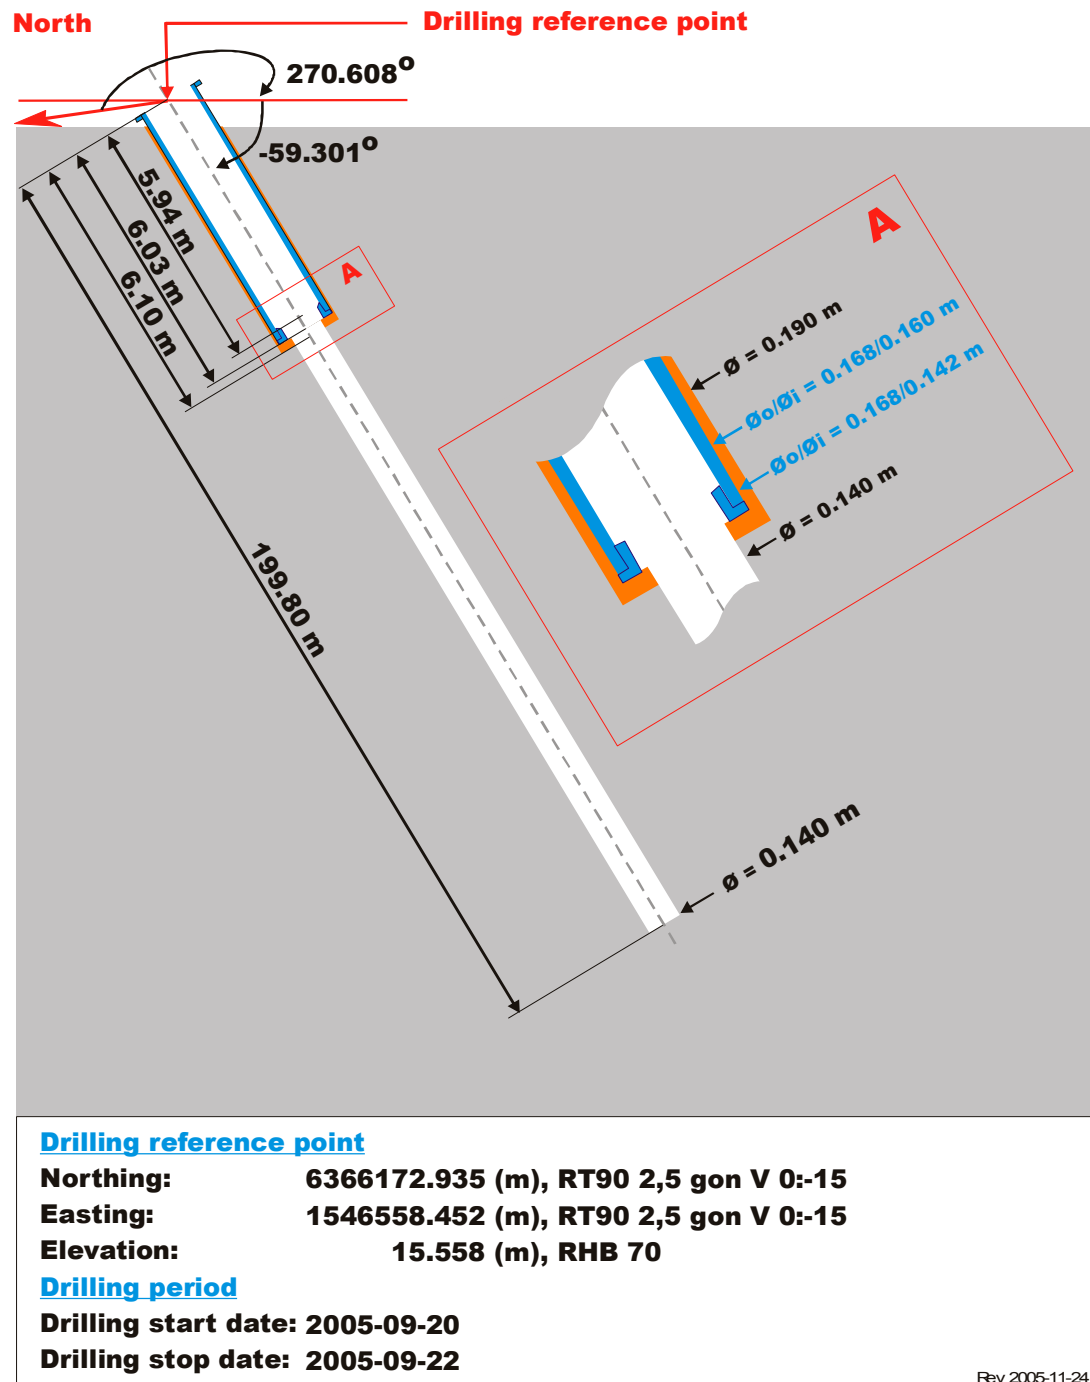 North
Drilling reference point
270.608°
-59.301°
5.94 m
6.03 m
6.10 m
199.80 m
A
A
ø = 0.190 m
Øo/Øi = 0.168/0.160 m
Øo/Øi = 0.168/0.142 m
ø = 0.140 m
ø = 0.140 m
Drilling reference point
Northing: 6366172.935 (m), RT90 2,5 gon V 0:-15
Easting: 1546558.452 (m), RT90 2,5 gon V 0:-15
Elevation: 15.558 (m), RHB 70
Drilling period
Drilling start date: 2005-09-20
Drilling stop date: 2005-09-22
Rev 2005-11-24